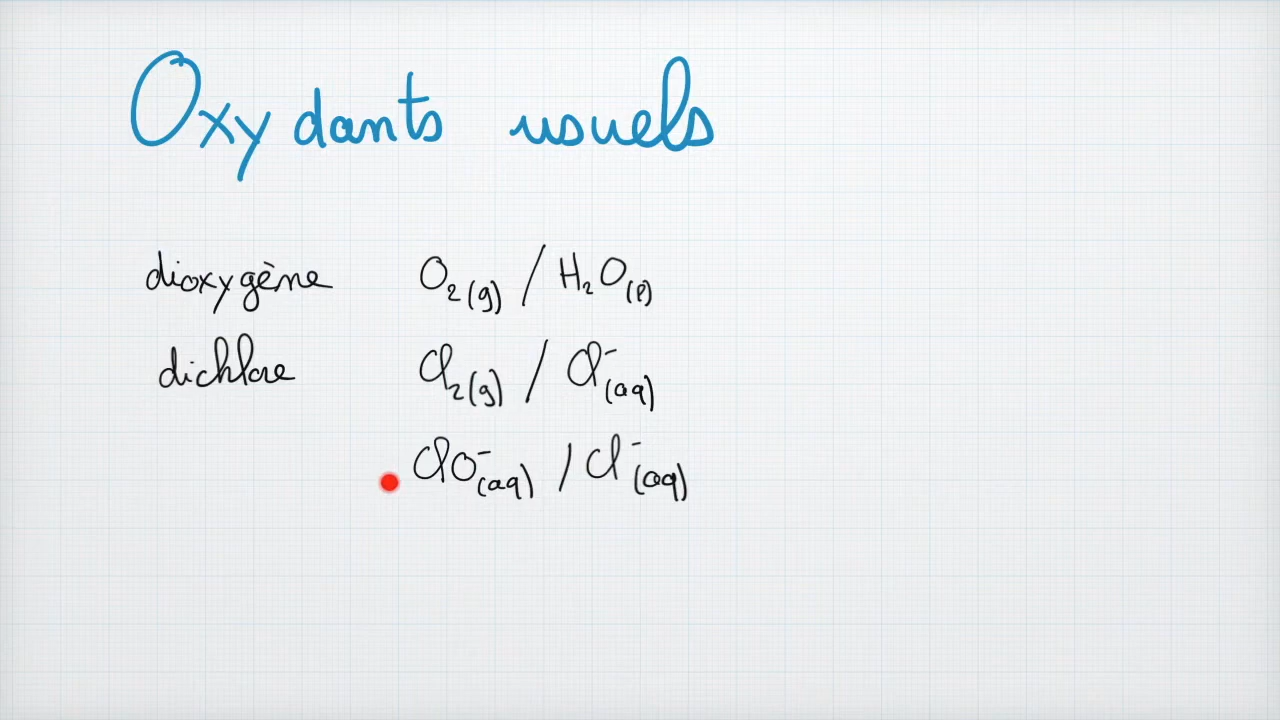 Oxydants usuels
dioxygène O₂(g) / H₂O(l)
dichlore Cl₂(g) / Cl⁻(aq)
ClO⁻(aq) / Cl⁻(aq)